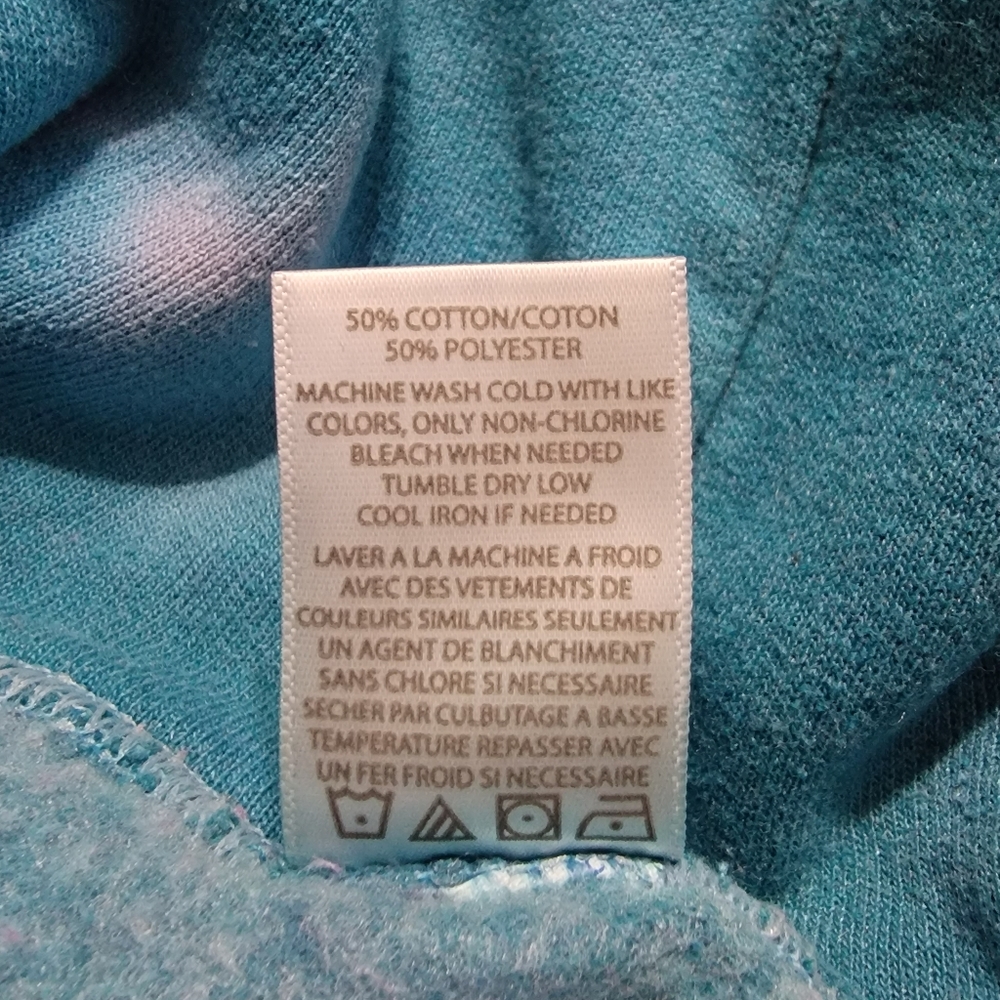 50% COTTON/COTON
50% POLYESTER
MACHINE WASH COLD WITH LIKE
COLORS, ONLY NON-CHLORINE
BLEACH WHEN NEEDED
TUMBLE DRY LOW
COOL IRON IF NEEDED
LAVER A LA MACHINE A FROID
AVEC DES VETEMENTS DE
COULEURS SIMILAIRES SEULEMENT
UN AGENT DE BLANCHIMENT
SANS CHLORE SI NECESSAIRE
SECHER PAR CULBUTAGE A BASSE
TEMPERATURE REPASSER AVEC
UN FER FROID SI NECESSAIRE